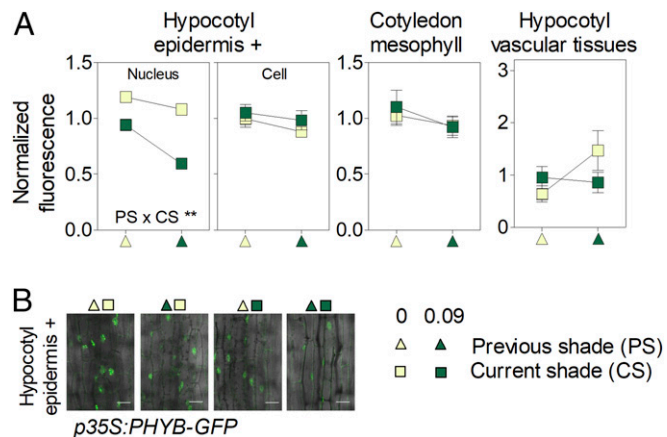 A
Hypocotyl
epidermis +
Cotyledon
mesophyll
Hypocotyl
vascular tissues
Normalized
fluorescence
1.5
1.0
0.5
0.0
Nucleus
PS x CS **
Cell
1.5
1.0
0.5
0.0
3
2
1
0
B
Hypocotyl
epidermis +
p35S:PHYB-GFP
0 0.09
Previous shade (PS)
Current shade (CS)